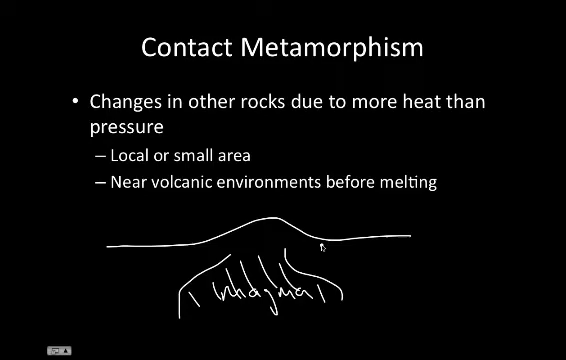 Contact Metamorphism
• Changes in other rocks due to more heat than
pressure
– Local or small area
– Near volcanic environments before melting
magma